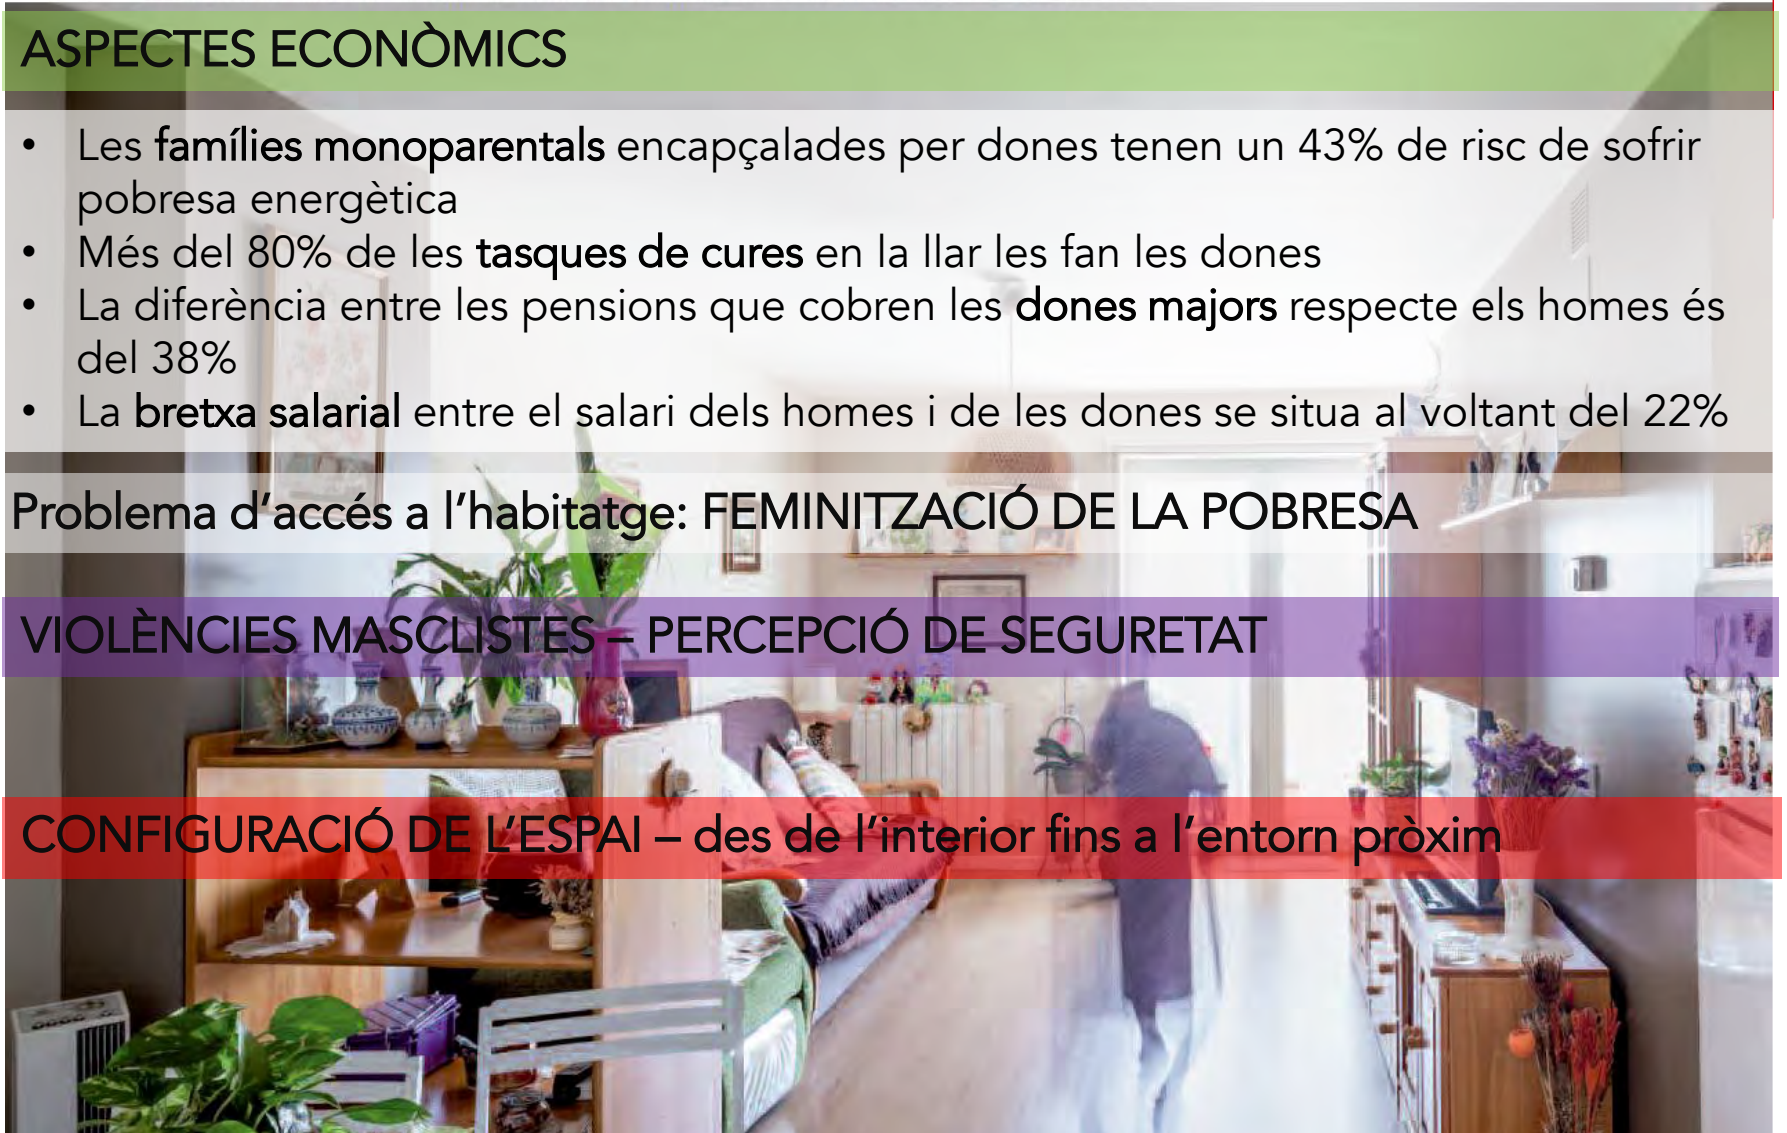 ASPECTES ECONÒMICS
• Les famílies monoparentals encapçalades per dones tenen un 43% de risc de sofrir
pobresa energètica
• Més del 80% de les tasques de cures en la llar les fan les dones
• La diferència entre les pensions que cobren les dones majors respecte els homes és
del 38%
• La bretxa salarial entre el salari dels homes i de les dones se situa al voltant del 22%
Problema d’accés a l’habitatge: FEMINITZACIÓ DE LA POBRESA
VIOLÈNCIES MASCLISTES – PERCEPCIÓ DE SEGURETAT
CONFIGURACIÓ DE L’ESPAI – des de l’interior fins a l’entorn pròxim